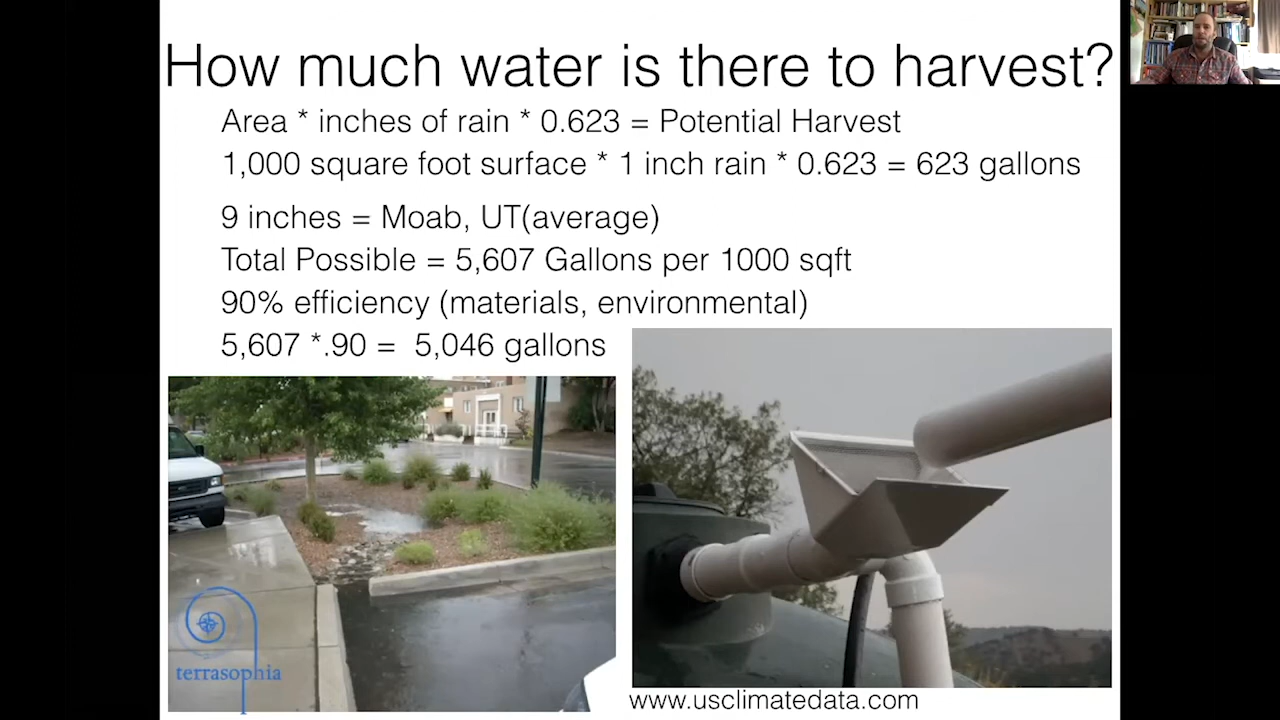 How much water is there to harvest?
Area * inches of rain * 0.623 = Potential Harvest
1,000 square foot surface * 1 inch rain * 0.623 = 623 gallons
9 inches = Moab, UT(average)
Total Possible = 5,607 Gallons per 1000 sqft
90% efficiency (materials, environmental)
5,607 *.90 = 5,046 gallons
terrasophia
www.usclimatedata.com